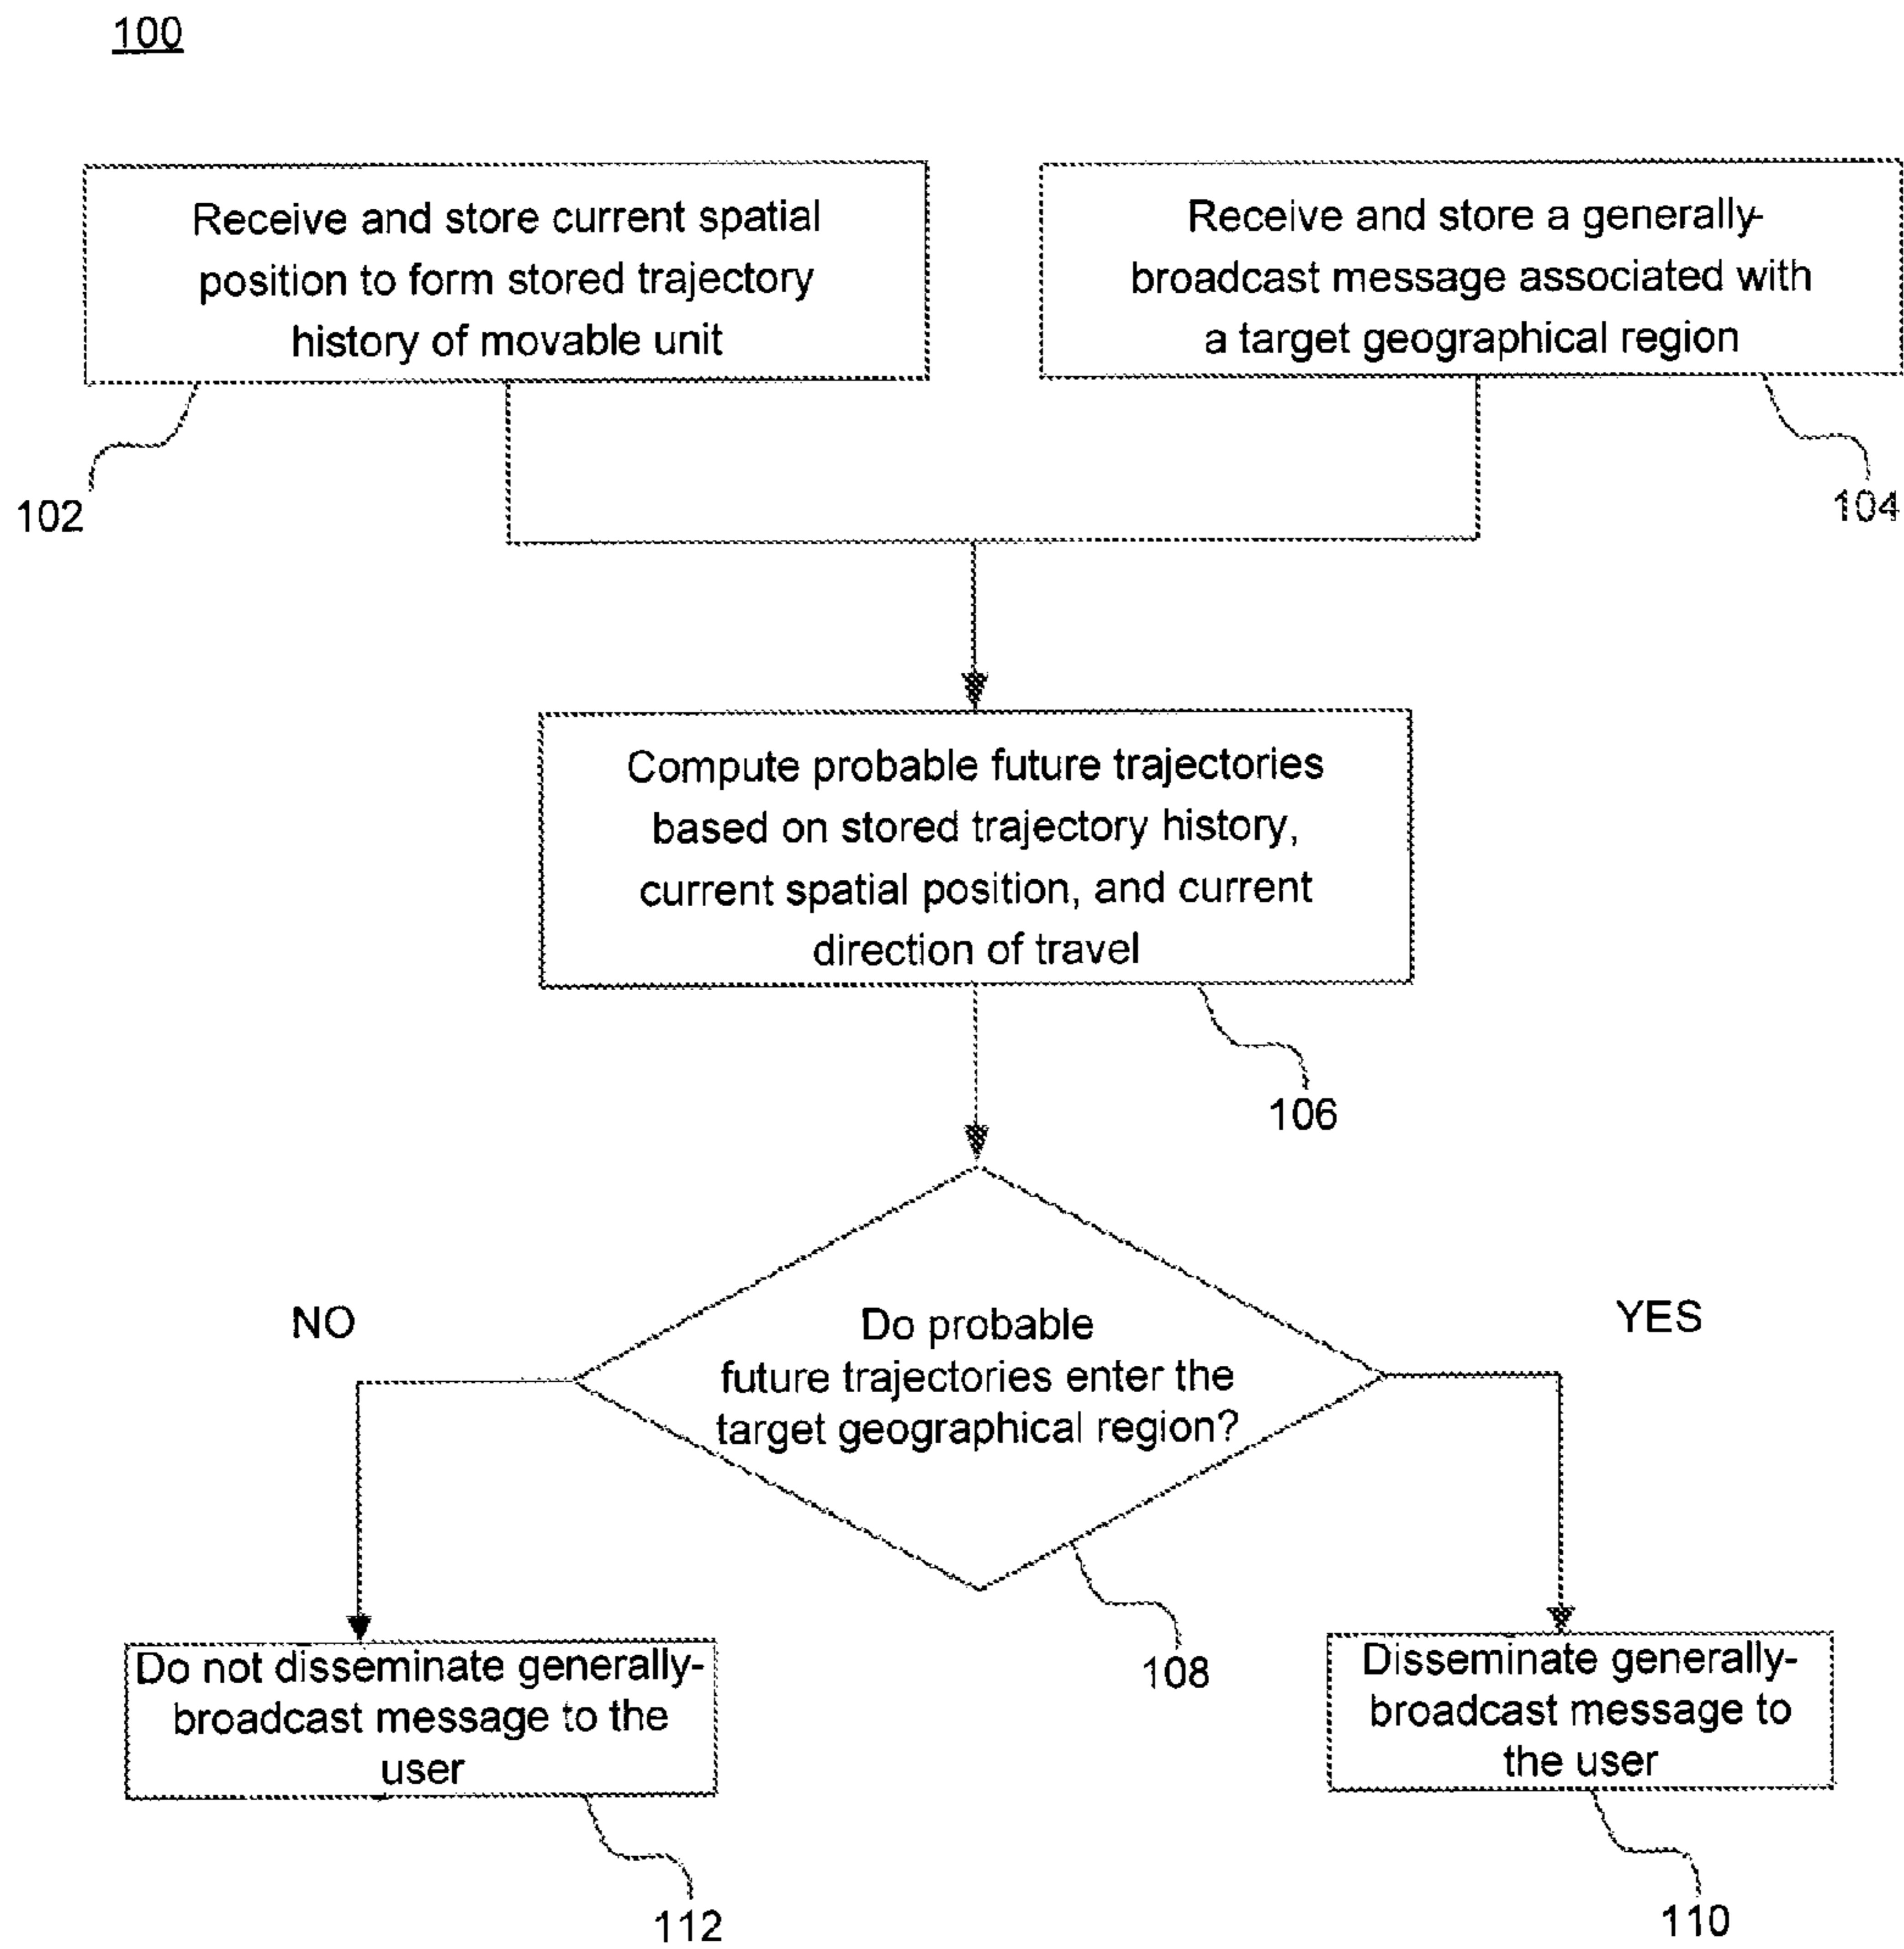 100
Receive and store current spatial
position to form stored trajectory
history of movable unit
Receive and store a generally-
broadcast message associated with
a target geographical region
102
104
Compute probable future trajectories
based on stored trajectory history,
current spatial position, and current
direction of travel
106
NO
Do probable
future trajectories enter the
target geographical region?
YES
108
Do not disseminate generally-
broadcast message to the
user
Disseminate generally-
broadcast message to
the user
112
110